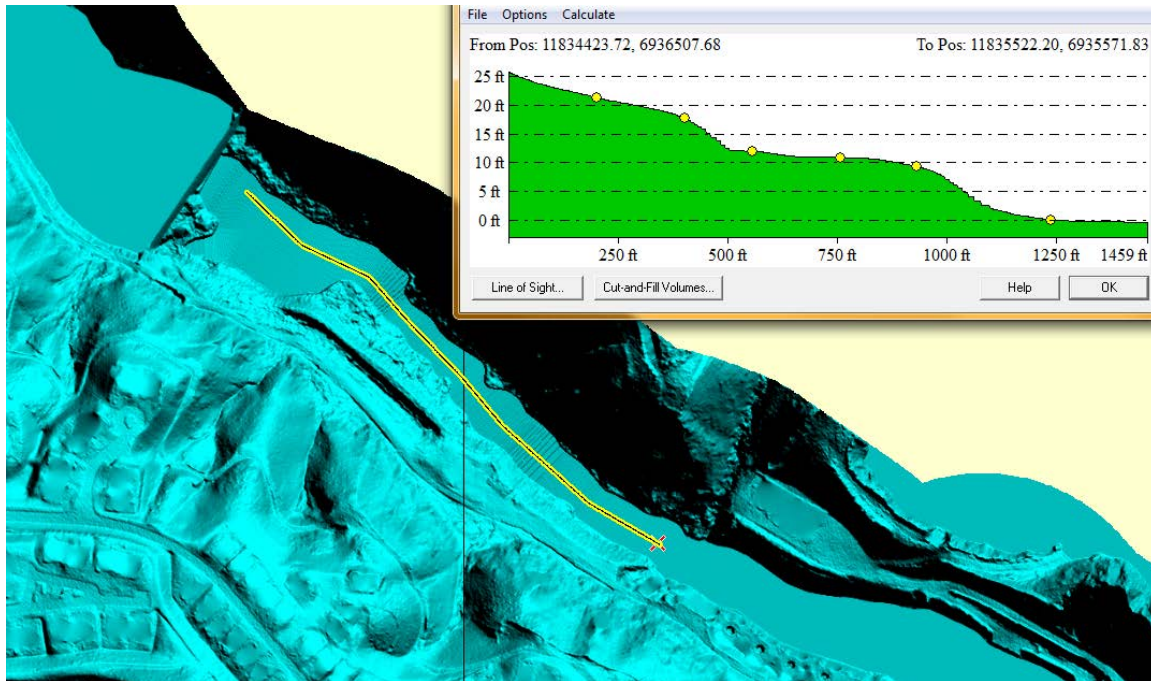 File Options Calculate
From Pos: 11834423.72, 6936507.68 To Pos: 11835522.20, 6935571.83
25 ft
20 ft
15 ft
10 ft
5 ft
0 ft
250 ft 500 ft 750 ft 1000 ft 1250 ft 1459 ft
Line of Sight... Cut-and-Fill Volumes... Help OK